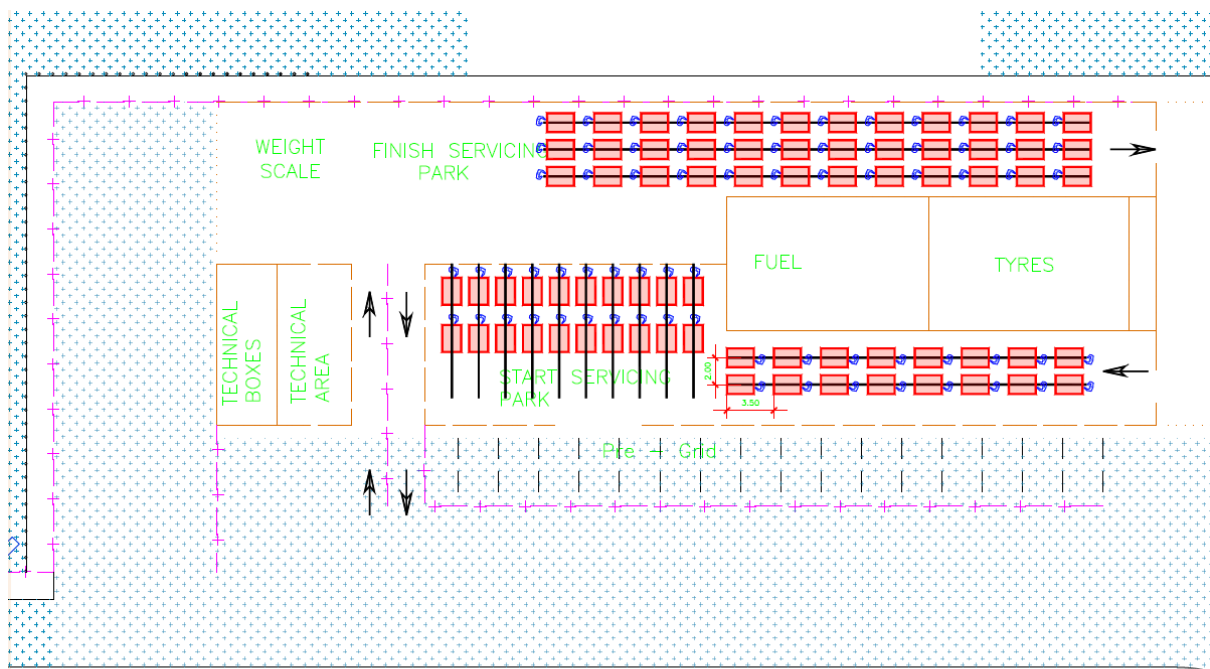 WEIGHT
SCALE
FINISH SERVICING
PARK
FUEL
TYRES
TECHNICAL
BOXES
TECHNICAL
AREA
START SERVICING
PARK
2.00
3.50
Pre - Grid